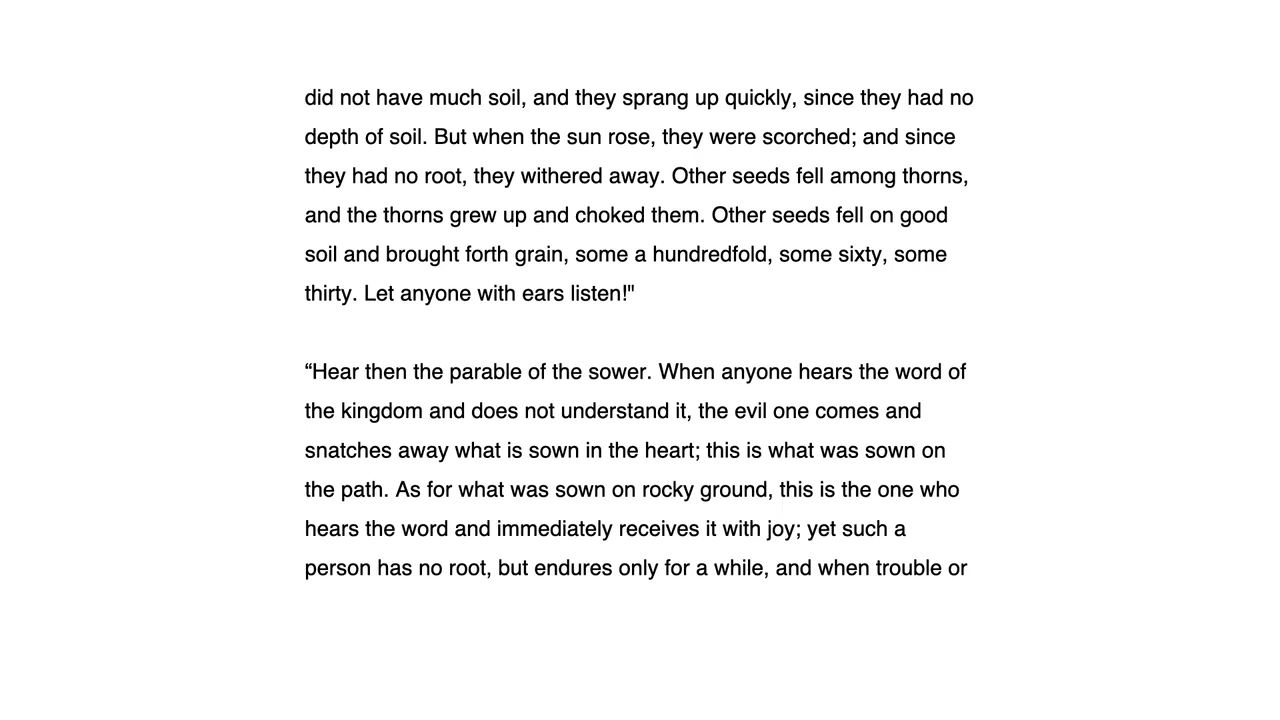 did not have much soil, and they sprang up quickly, since they had no
depth of soil. But when the sun rose, they were scorched; and since
they had no root, they withered away. Other seeds fell among thorns,
and the thorns grew up and choked them. Other seeds fell on good
soil and brought forth grain, some a hundredfold, some sixty, some
thirty. Let anyone with ears listen!"
“Hear then the parable of the sower. When anyone hears the word of
the kingdom and does not understand it, the evil one comes and
snatches away what is sown in the heart; this is what was sown on
the path. As for what was sown on rocky ground, this is the one who
hears the word and immediately receives it with joy; yet such a
person has no root, but endures only for a while, and when trouble or